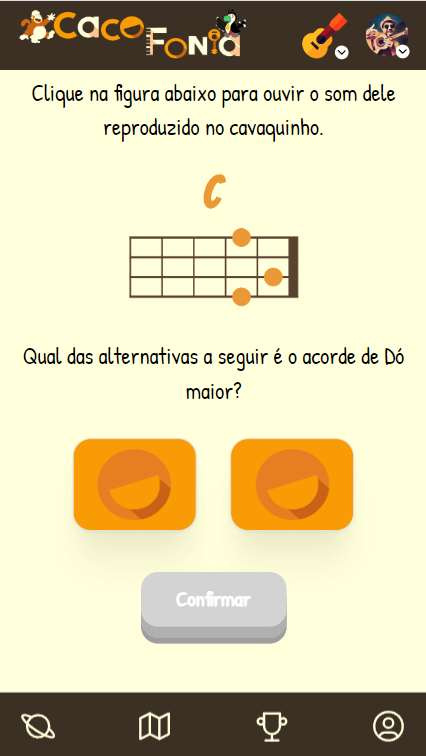 CacoFonia
Clique na figura abaixo para ouvir o som dele
reproduzido no cavaquinho.
C
Qual das alternativas a seguir é o acorde de Dó
maior?
Confirmar